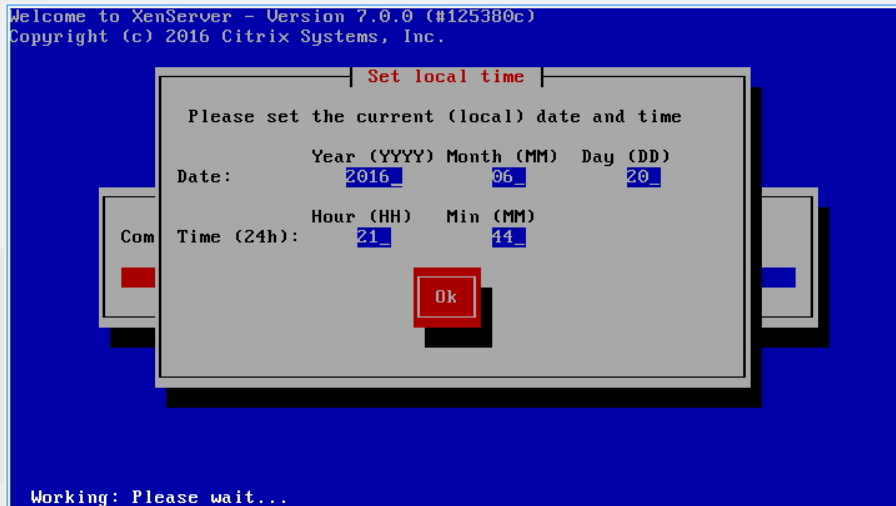 Welcome to XenServer - Version 7.0.0 (#125380c)
Copyright (c) 2016 Citrix Systems, Inc.
Set local time
Please set the current (local) date and time
Year (YYYY) Month (MM) Day (DD)
Date: 2016_ 06_ 20_
Hour (HH) Min (MM)
Com
Time (24h): 21_ 44_
Ok
Working: Please wait...